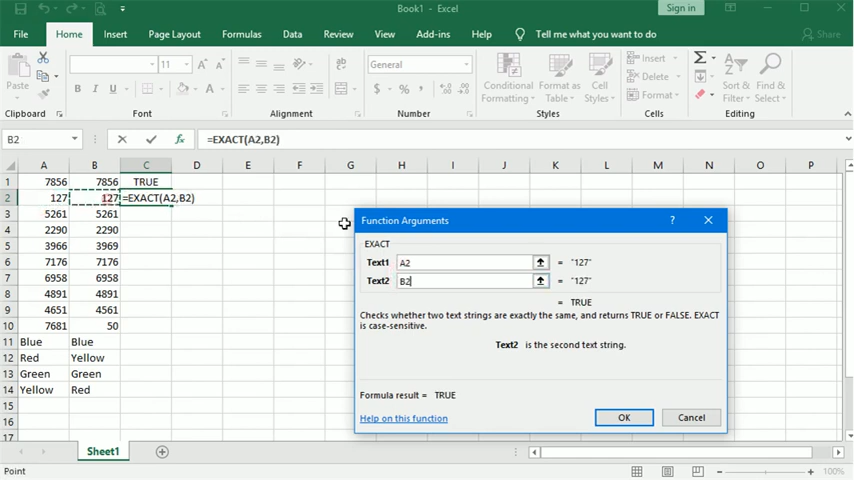 Book1 - Excel
Sign in
File Home Insert Page Layout Formulas Data Review View Add-ins Help Tell me what you want to do Share
Paste
Clipboard
11
B I U
Font
Alignment
General
$ % ,
Number
Conditional Formatting
Format as Table
Cell Styles
Styles
Insert
Delete
Format
Cells
Sort & Filter
Find & Select
Editing
B2 fx =EXACT(A2,B2)
A B C D E F G H I J K L M N O P
1 7856 7856 TRUE
2 127 127 =EXACT(A2,B2)
3 5261 5261
4 2290 2290
5 3966 3969
6 7176 7176
7 6958 6958
8 4891 4891
9 4651 4561
10 7681 50
11 Blue Blue
12 Red Yellow
13 Green Green
14 Yellow Red
15
16
17
Function Arguments ?
EXACT
Text1 A2 = "127"
Text2 B2 = "127"
= TRUE
Checks whether two text strings are exactly the same, and returns TRUE or FALSE. EXACT
is case-sensitive.
Text2 is the second text string.
Formula result = TRUE
Help on this function
OK Cancel
Sheet1
Point
100%